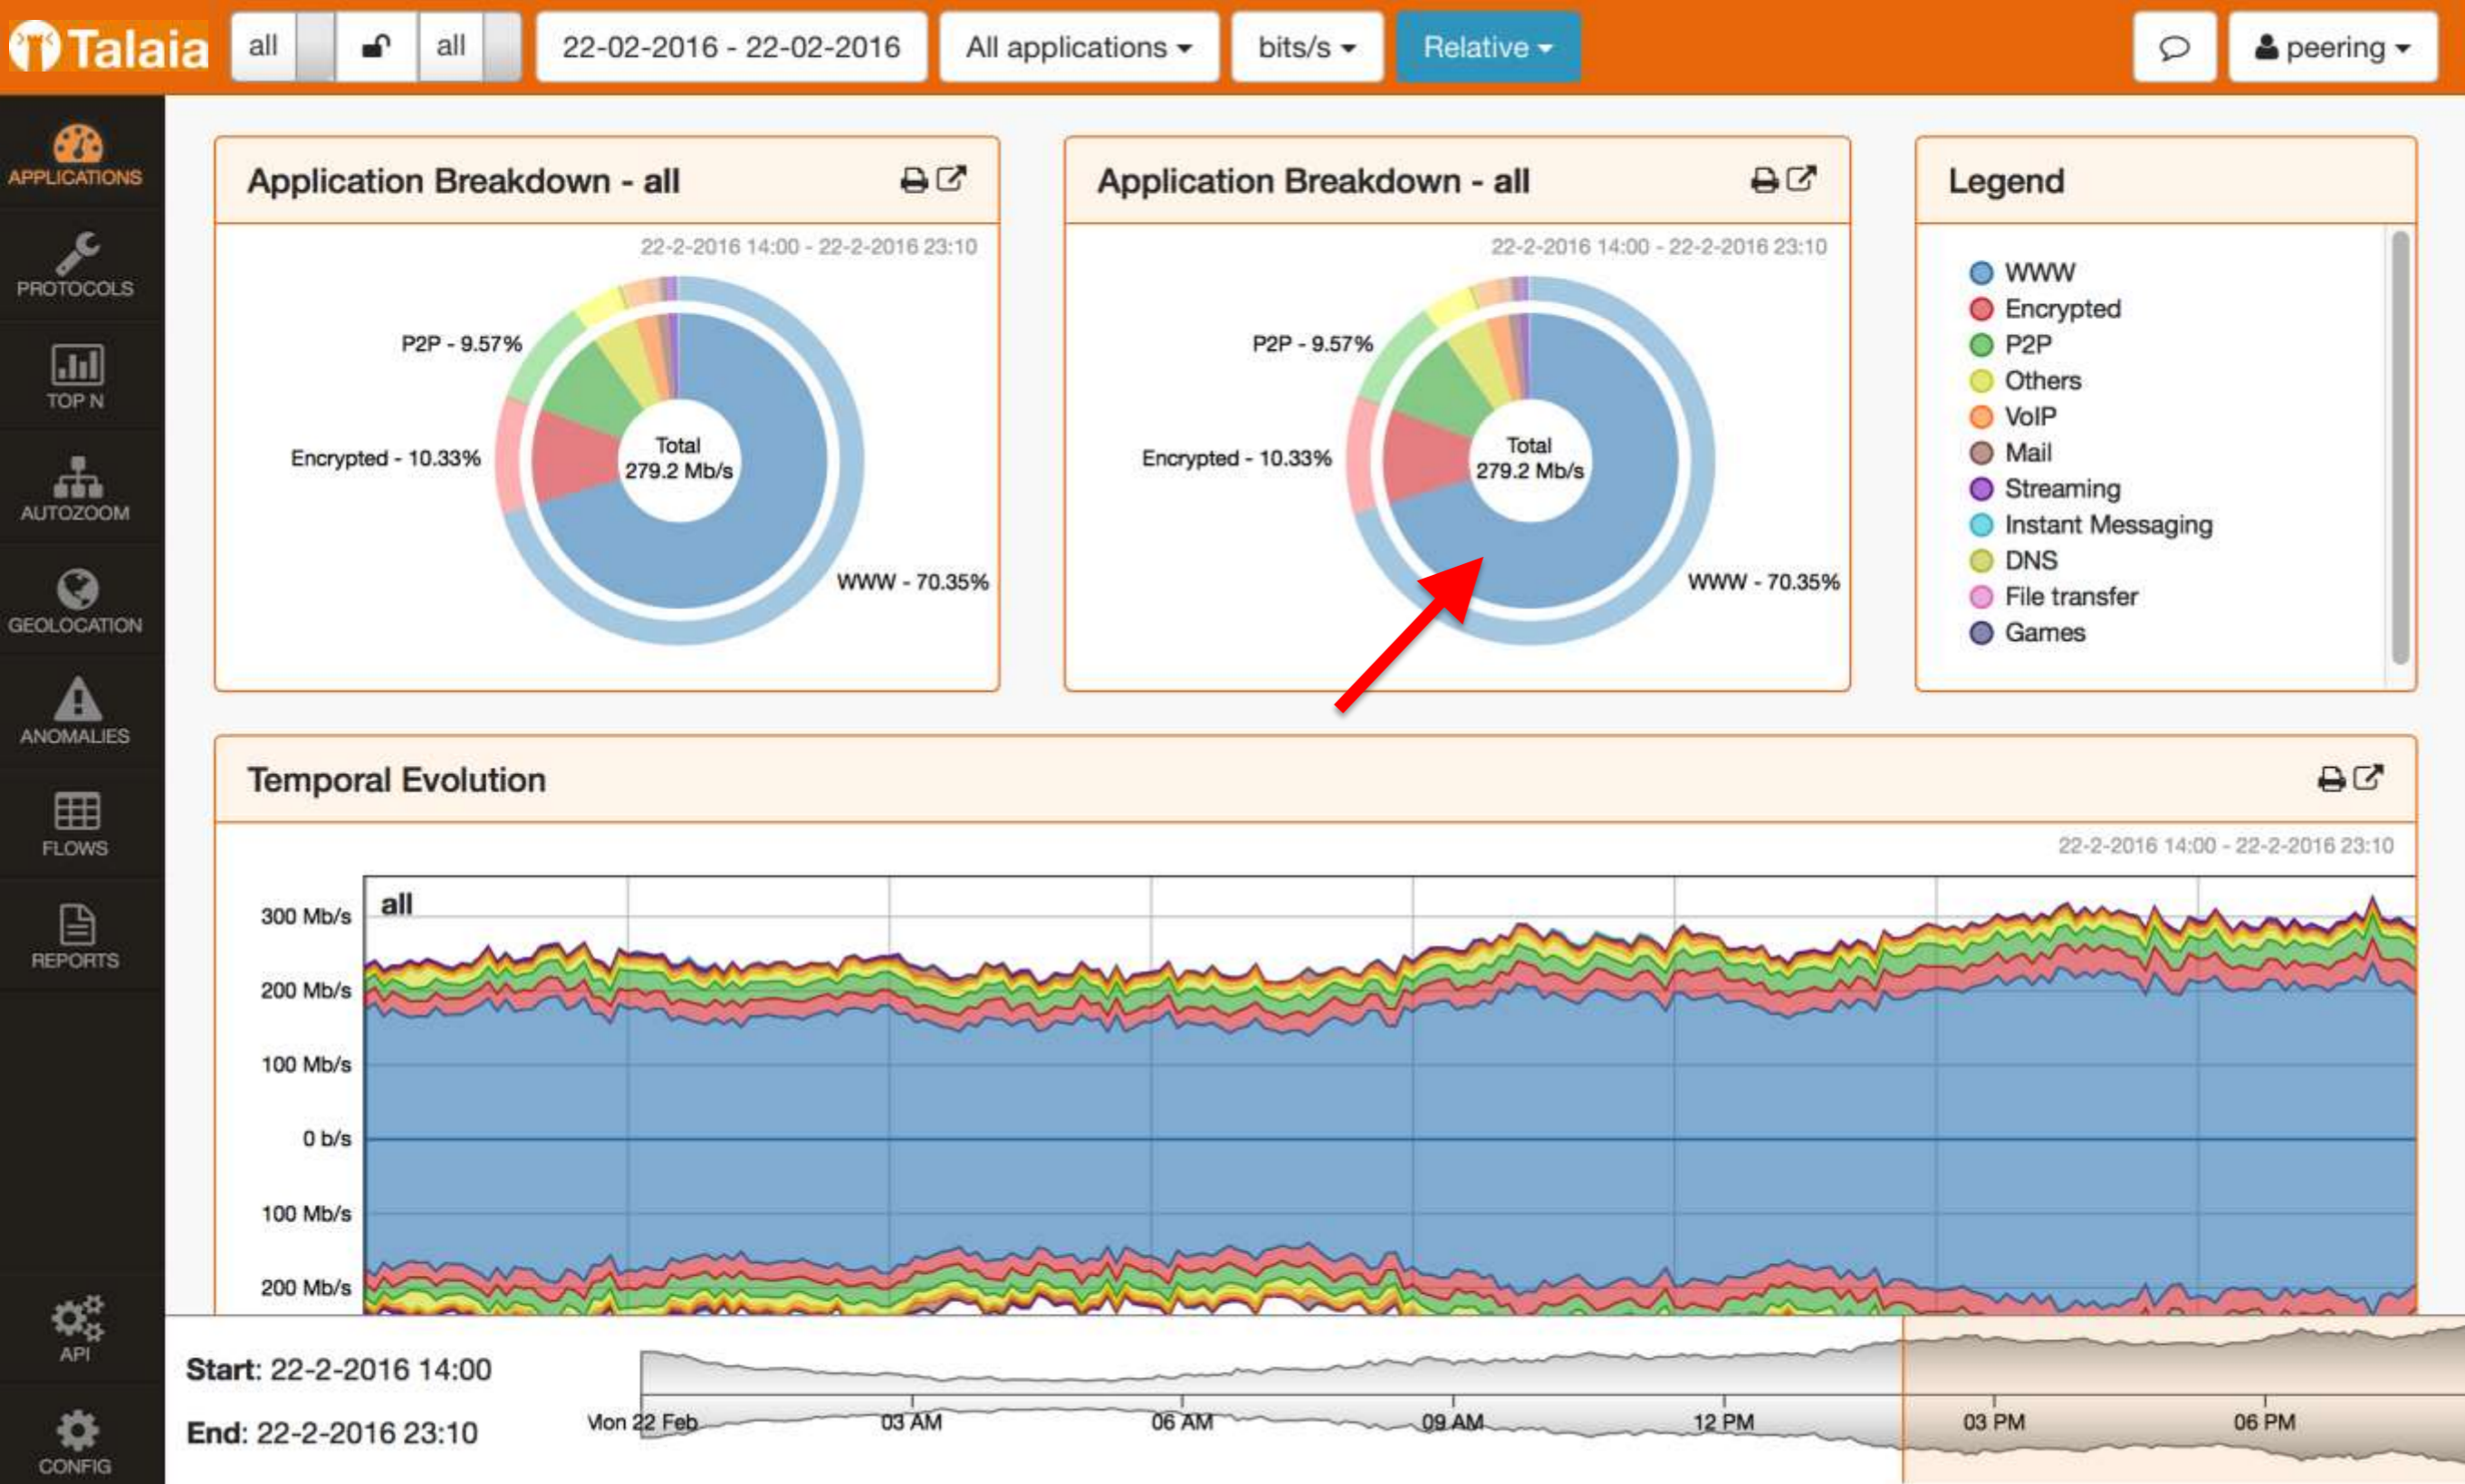 Talaia
all
all
22-02-2016 - 22-02-2016
All applications
bits/s
Relative
peering
APPLICATIONS
PROTOCOLS
TOP N
AUTOZOOM
GEOLOCATION
ANOMALIES
FLOWS
REPORTS
API
CONFIG
Application Breakdown - all
22-2-2016 14:00 - 22-2-2016 23:10
P2P - 9.57%
Encrypted - 10.33%
Total
279.2 Mb/s
WWW - 70.35%
Application Breakdown - all
22-2-2016 14:00 - 22-2-2016 23:10
P2P - 9.57%
Encrypted - 10.33%
Total
279.2 Mb/s
WWW - 70.35%
Legend
WWW
Encrypted
P2P
Others
VoIP
Mail
Streaming
Instant Messaging
DNS
File transfer
Games
Temporal Evolution
22-2-2016 14:00 - 22-2-2016 23:10
all
300 Mb/s
200 Mb/s
100 Mb/s
0 b/s
100 Mb/s
200 Mb/s
Start: 22-2-2016 14:00
End: 22-2-2016 23:10
Mon 22 Feb
03 AM
06 AM
09 AM
12 PM
03 PM
06 PM